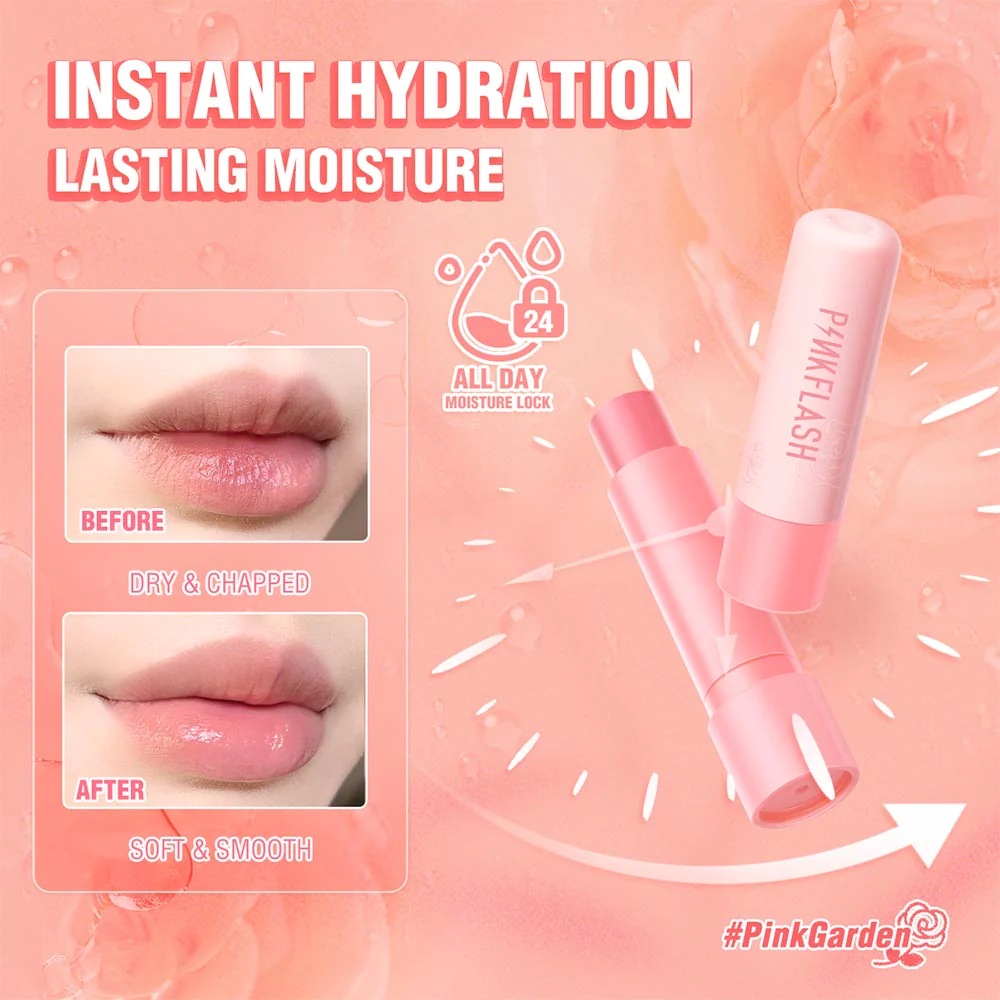 INSTANT HYDRATION
LASTING MOISTURE
24
ALL DAY
MOISTURE LOCK
BEFORE
DRY & CHAPPED
AFTER
SOFT & SMOOTH
PINKFLASH
#PinkGarden